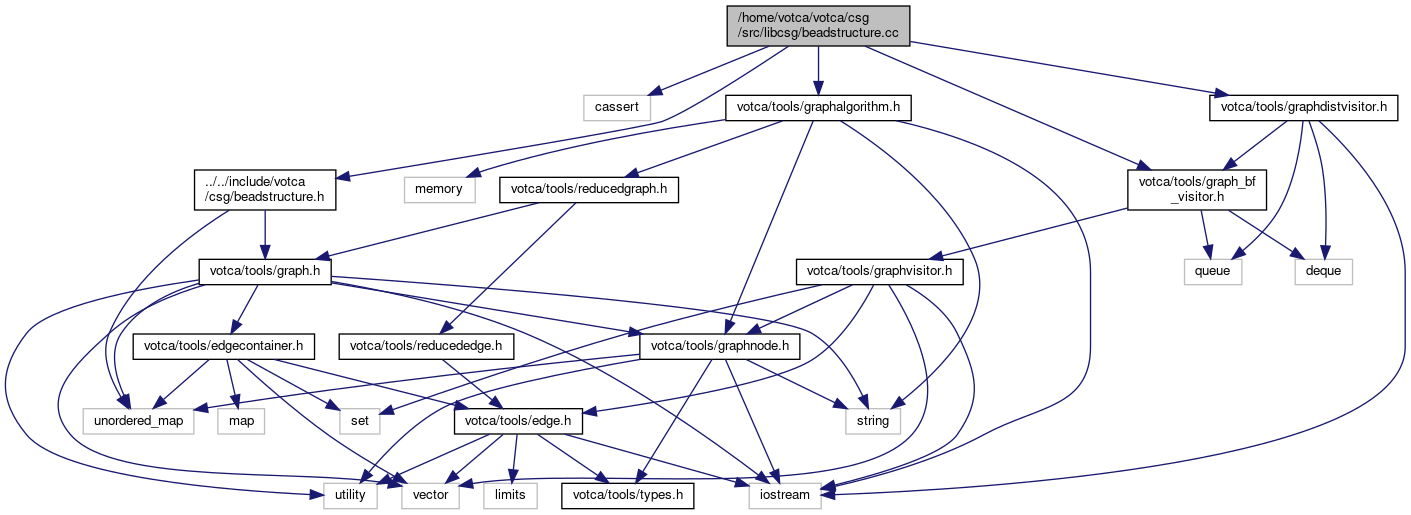 /home/votca/votca/csg
/src/libcsg/beadstructure.cc
cassert
votca/tools/graphalgorithm.h
votca/tools/graphdistvisitor.h
../../include/votca
/csg/beadstructure.h
memory
votca/tools/reducedgraph.h
votca/tools/graph_bf
_visitor.h
votca/tools/graph.h
votca/tools/graphvisitor.h
queue
deque
votca/tools/edgecontainer.h
votca/tools/reducededge.h
votca/tools/graphnode.h
unordered_map
map
set
votca/tools/edge.h
string
utility
vector
limits
votca/tools/types.h
iostream